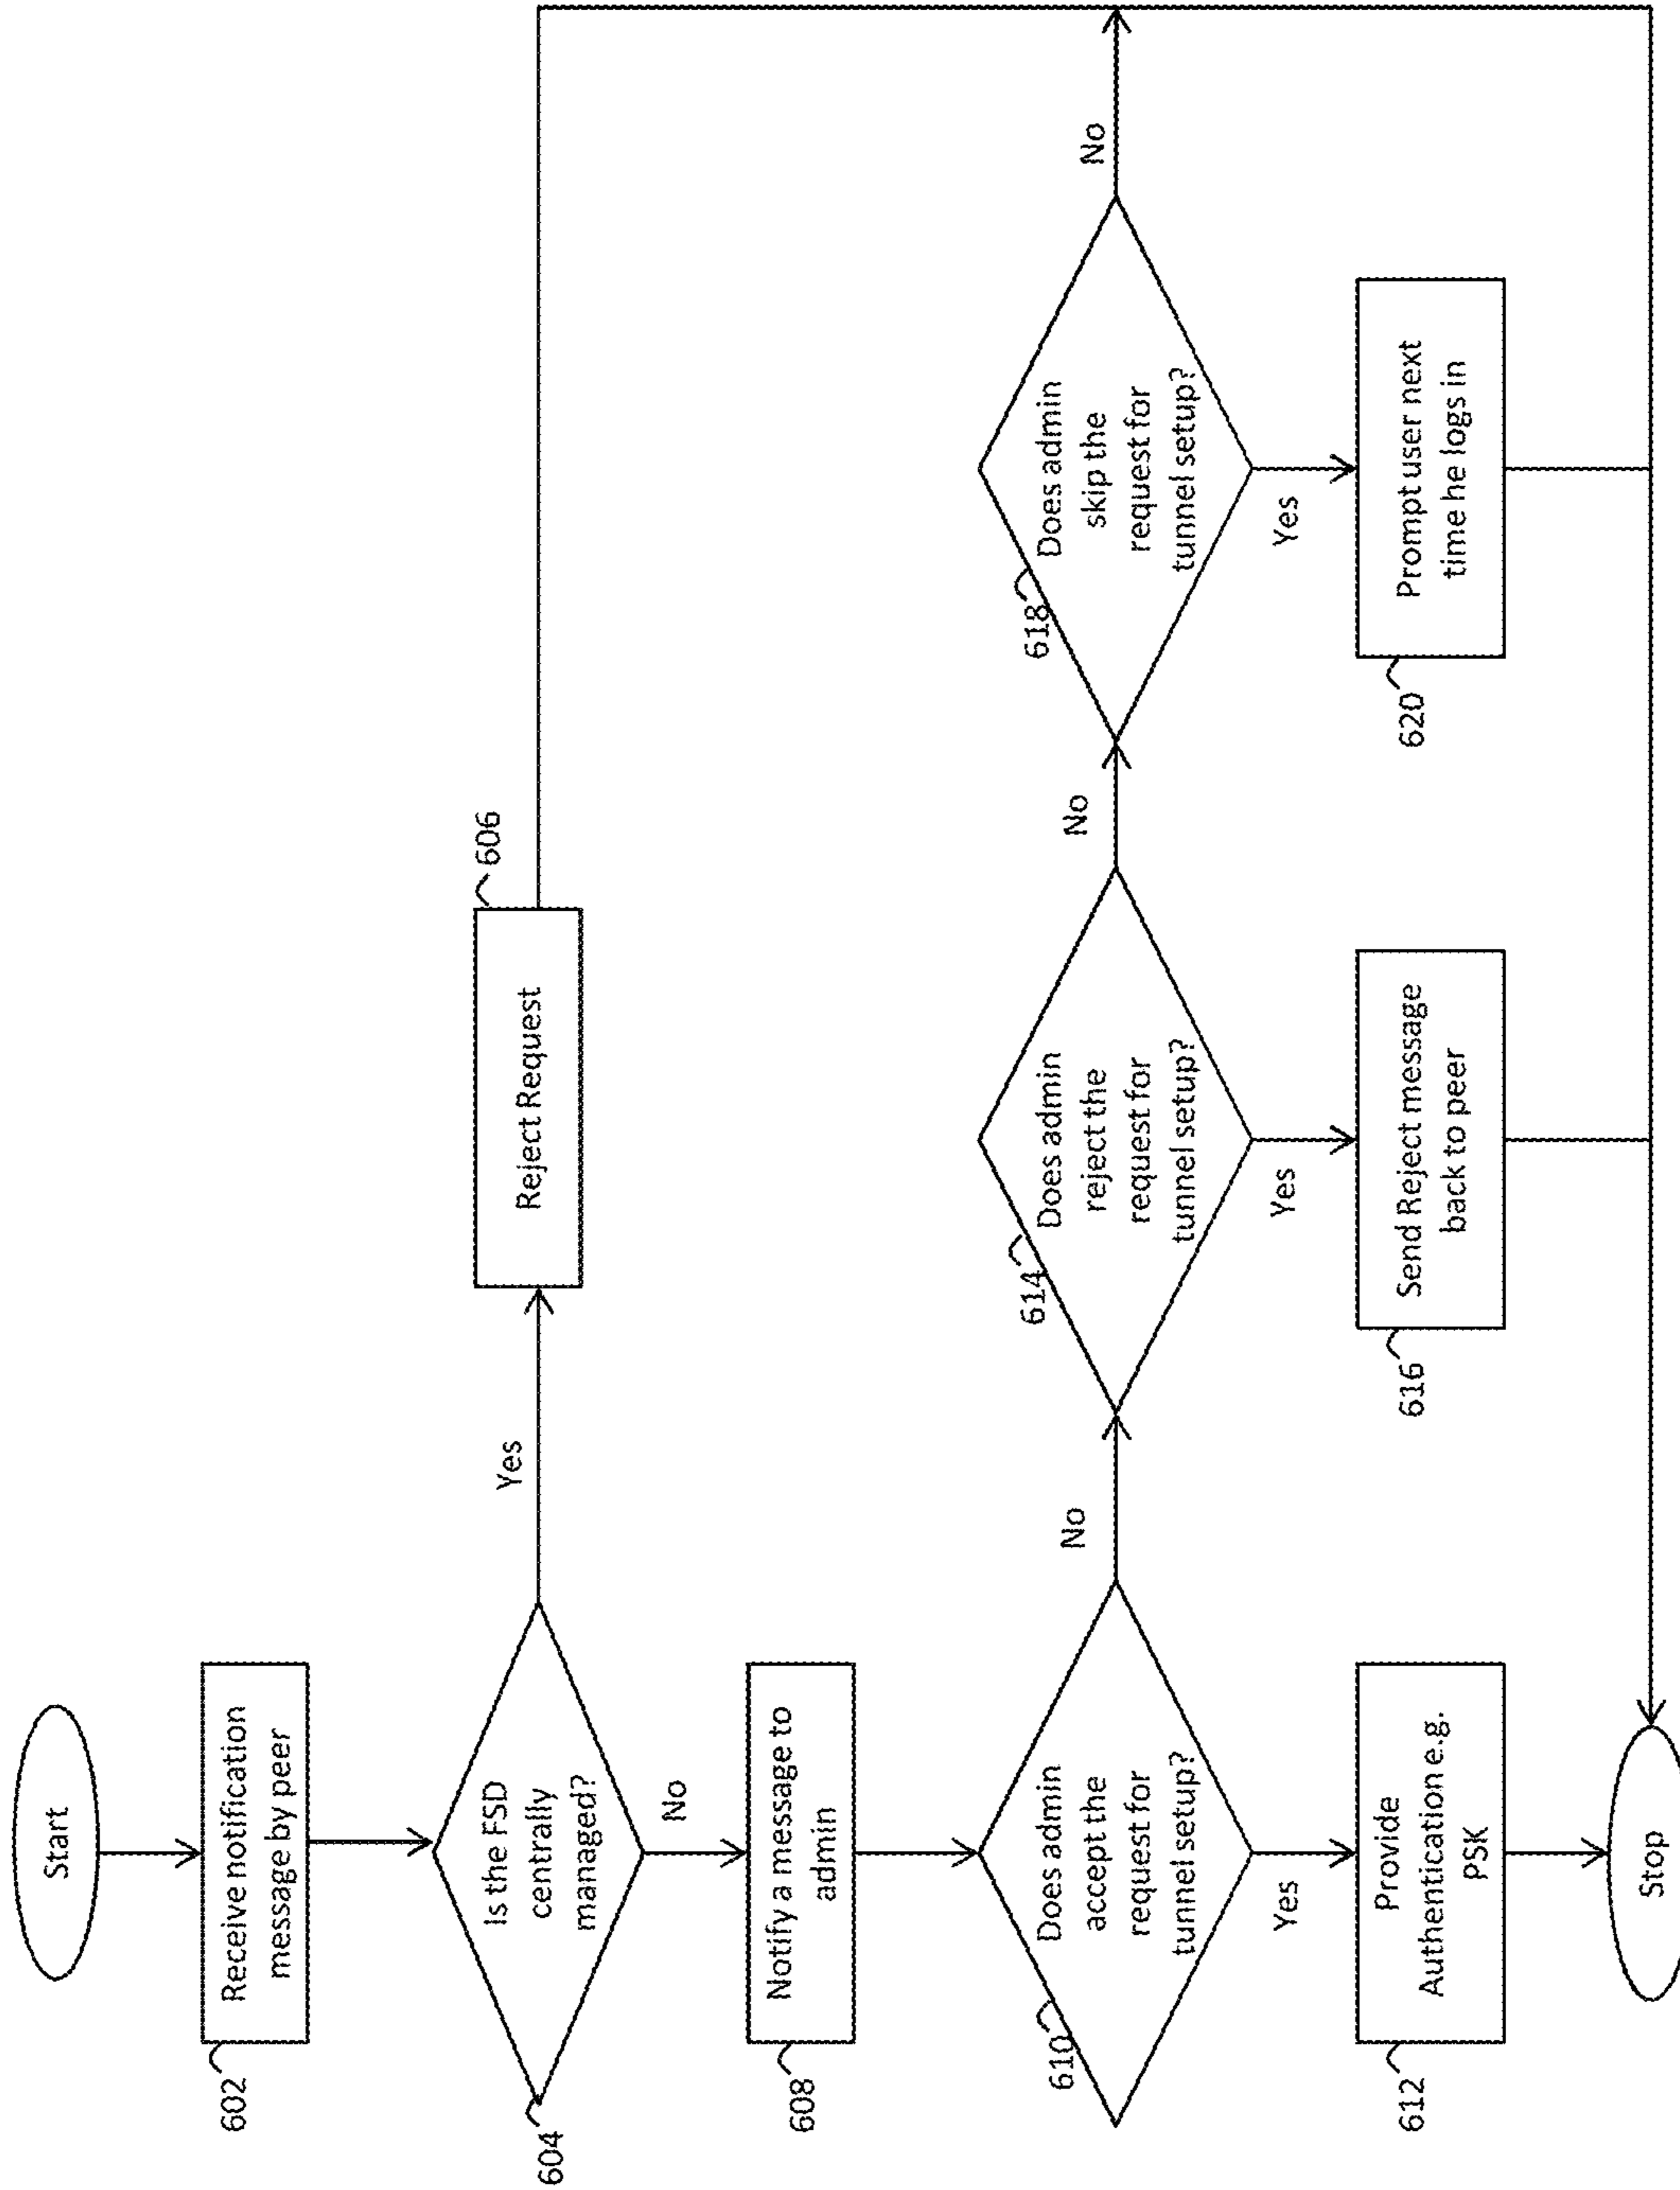 Start
602
Receive notification
message by peer
604
Is the FSD
centrally
managed?
Yes
606
Reject Request
No
608
Notify a message to
admin
610
Does admin
accept the
request for
tunnel setup?
No
614
Does admin
reject the
request for
tunnel setup?
No
618
Does admin
skip the
request for
tunnel setup?
No
Yes
Yes
Yes
612
Provide
Authentication e.g.
PSK
616
Send Reject message
back to peer
620
Prompt user next
time he logs in
Stop